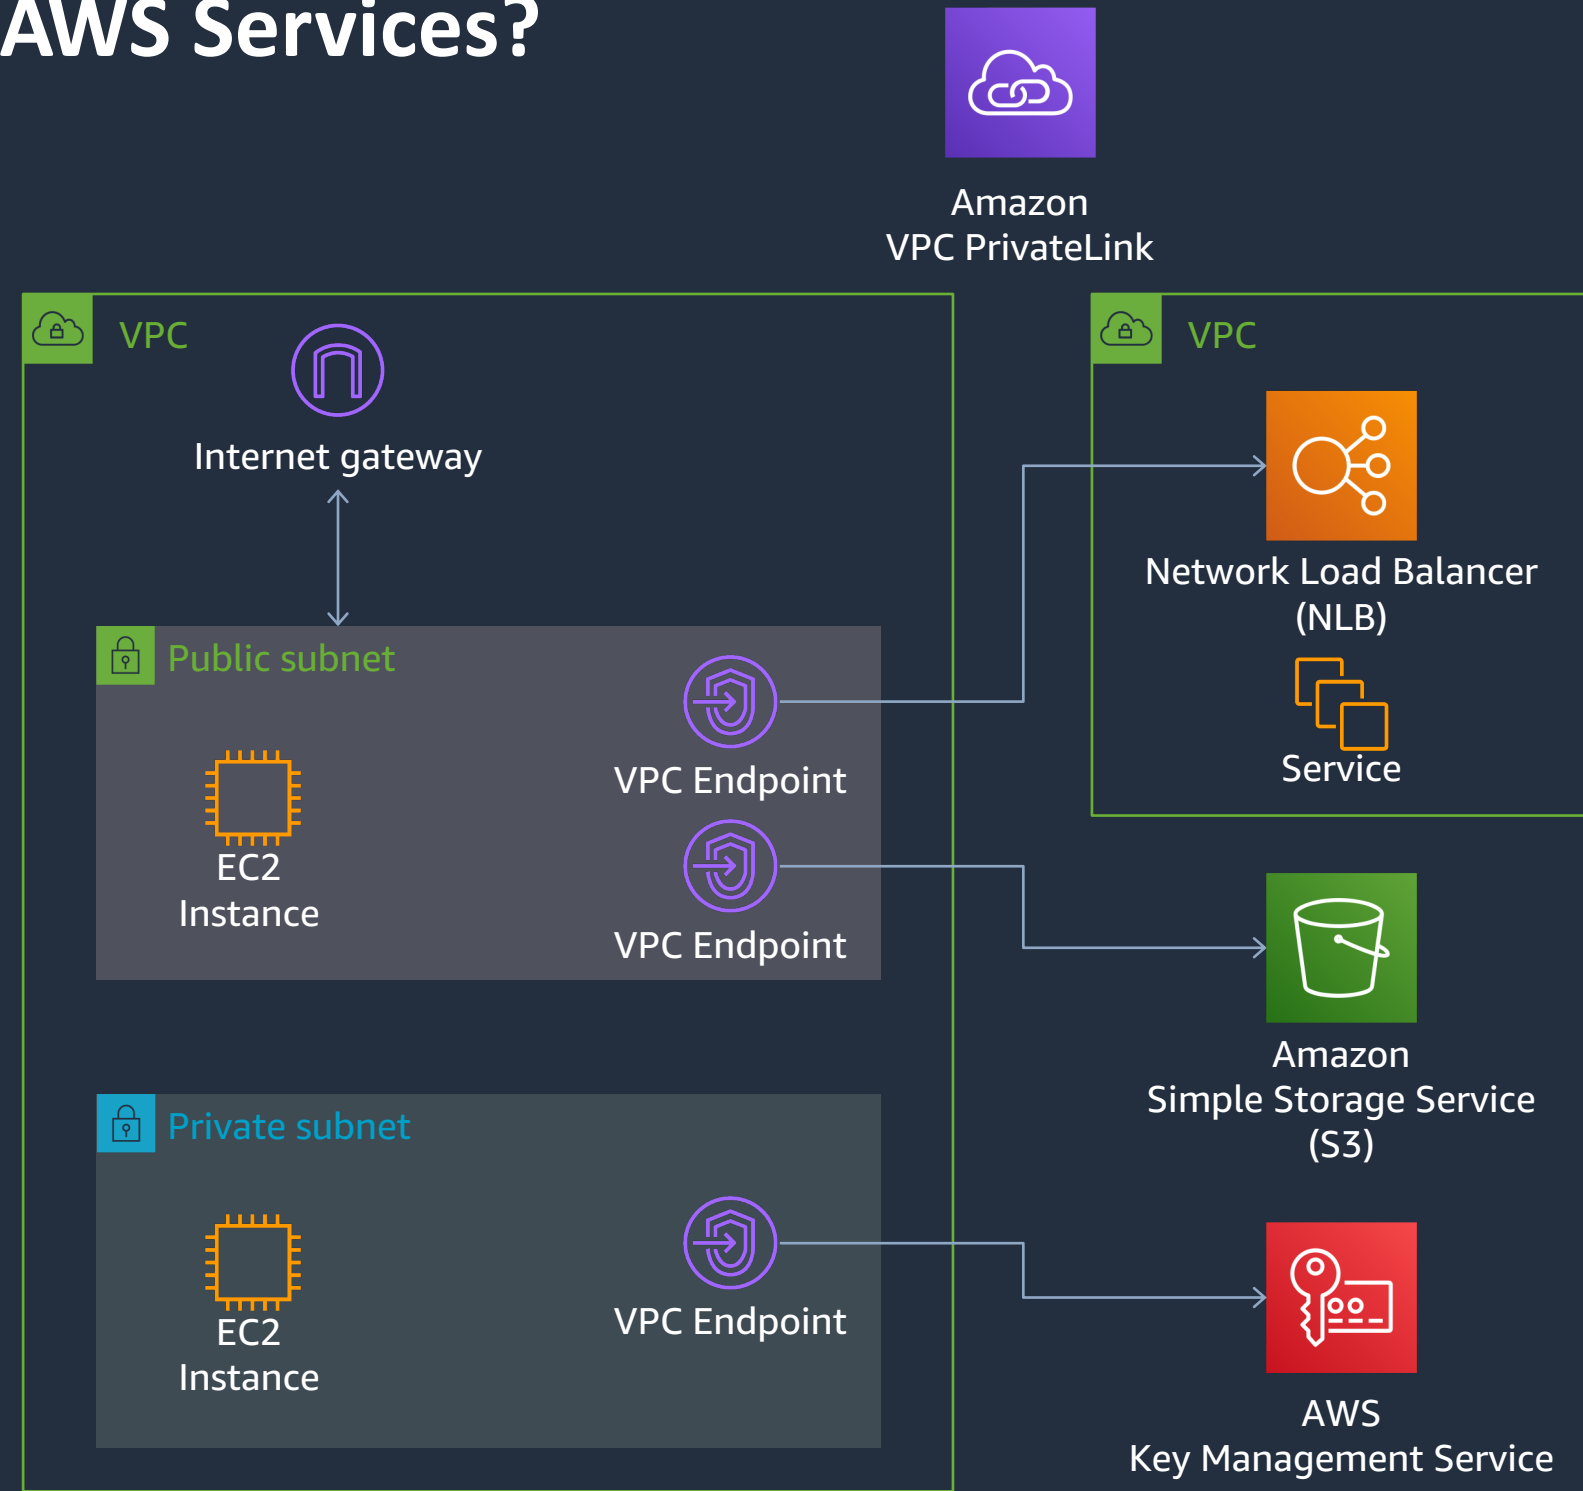 AWS Services?
Amazon
VPC PrivateLink
VPC
Internet gateway
Public subnet
EC2
Instance
VPC Endpoint
VPC Endpoint
Private subnet
EC2
Instance
VPC Endpoint
VPC
Network Load Balancer
(NLB)
Service
Amazon
Simple Storage Service
(S3)
AWS
Key Management Service